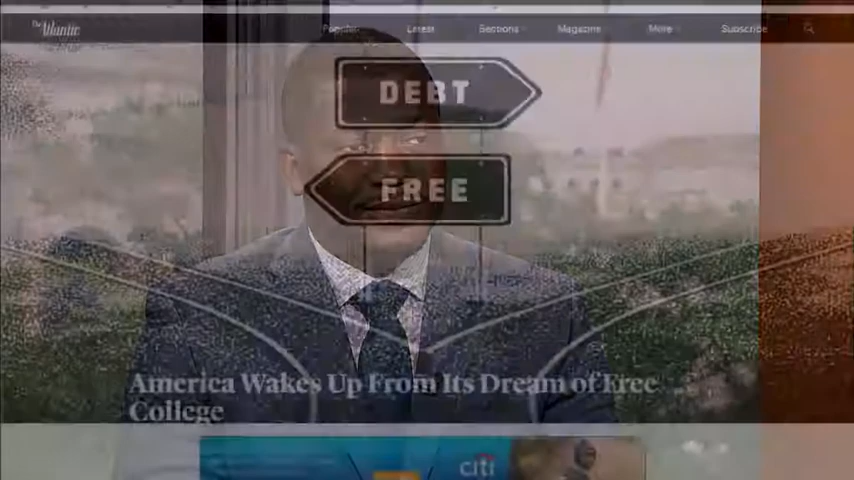 The Atlantic
Popular Latest Sections Magazine More Subscribe
DEBT
FREE
America Wakes Up From Its Dream of Free
College
citi